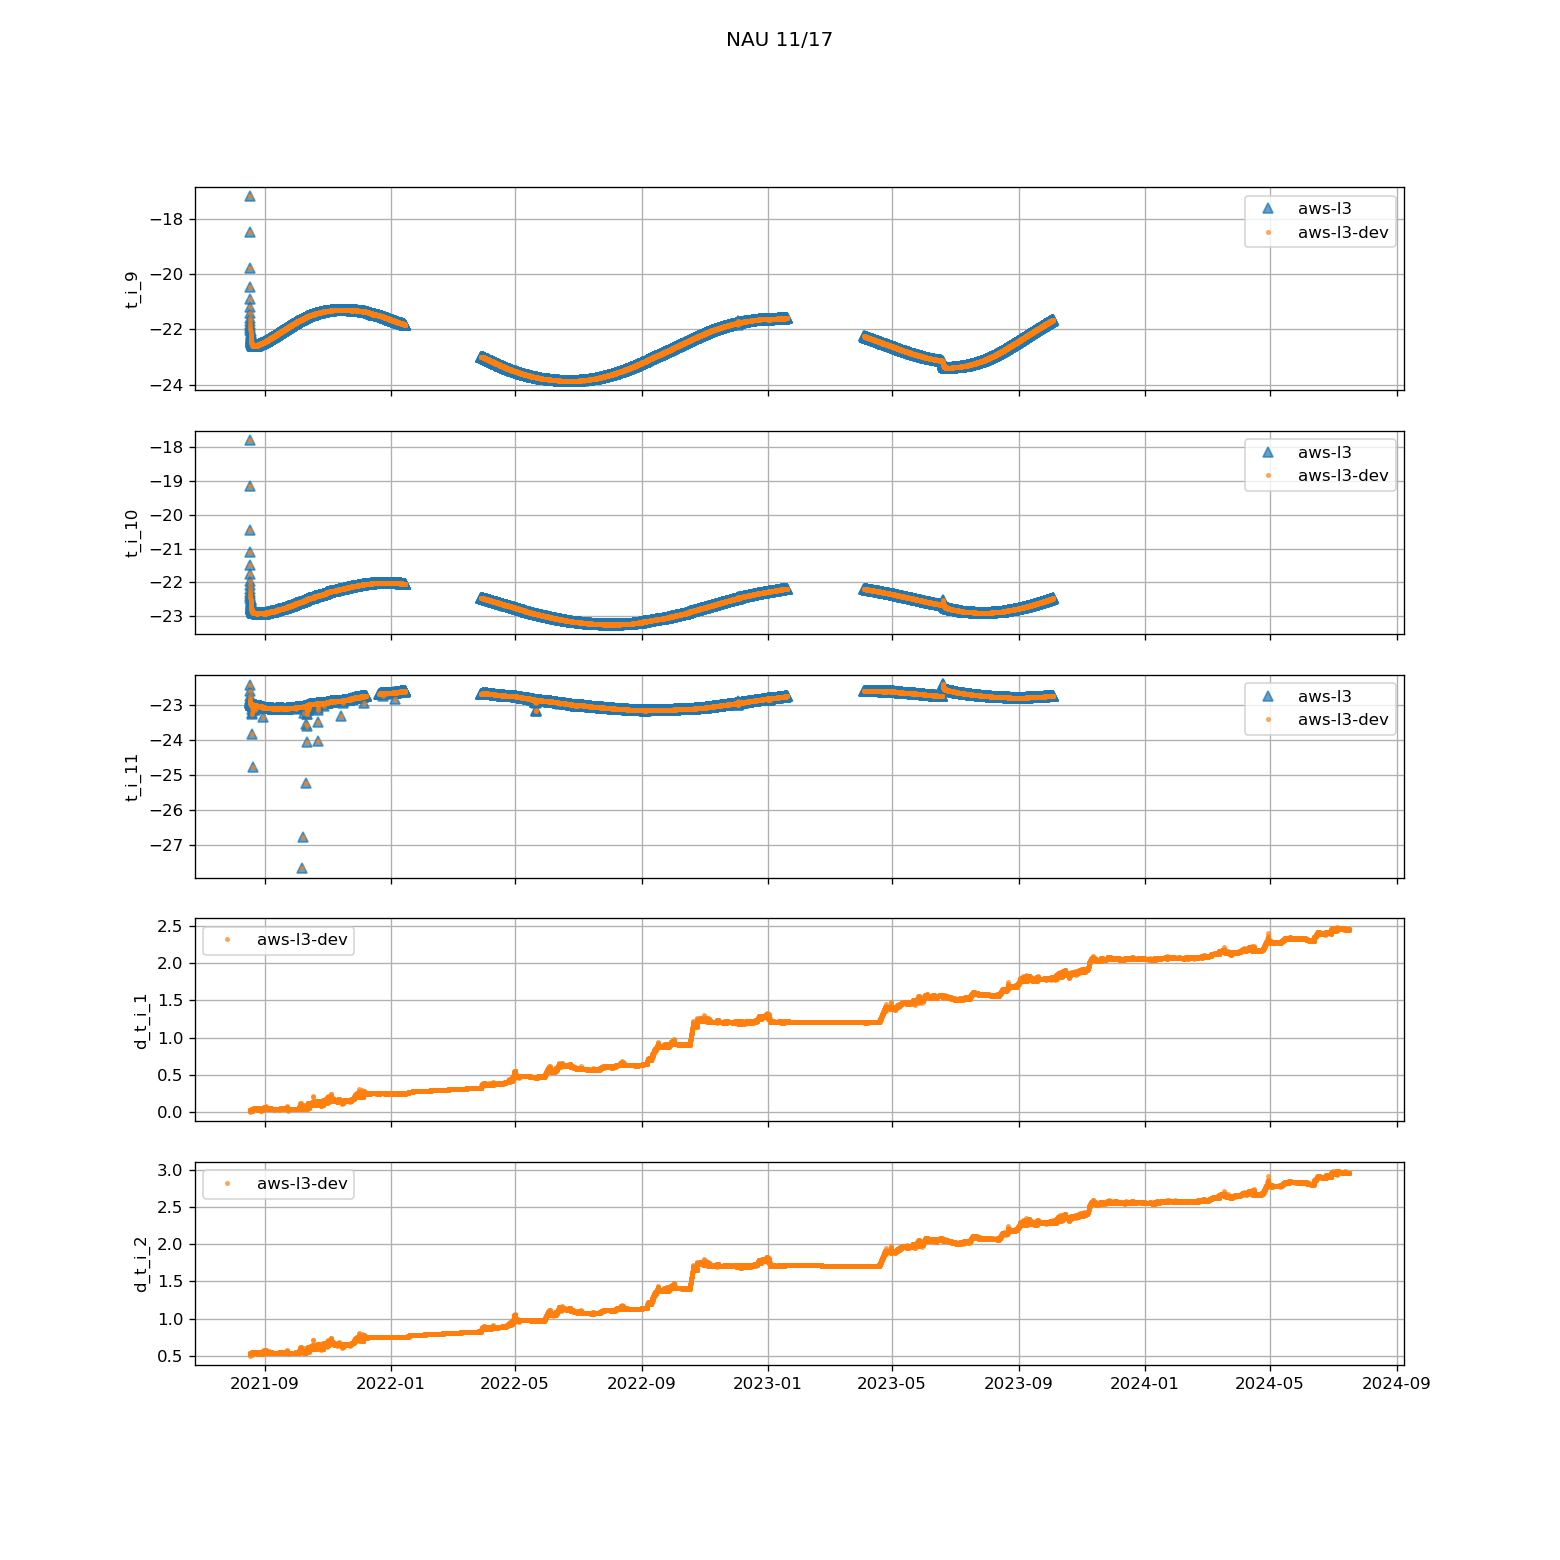 NAU 11/17
t_i_9
−18
−20
−22
−24
aws-l3
aws-l3-dev
t_i_10
−18
−19
−20
−21
−22
−23
aws-l3
aws-l3-dev
t_i_11
−23
−24
−25
−26
−27
aws-l3
aws-l3-dev
d_t_i_1
2.5
2.0
1.5
1.0
0.5
0.0
aws-l3-dev
d_t_i_2
3.0
2.5
2.0
1.5
1.0
0.5
aws-l3-dev
2021-09 2022-01 2022-05 2022-09 2023-01 2023-05 2023-09 2024-01 2024-05 2024-09